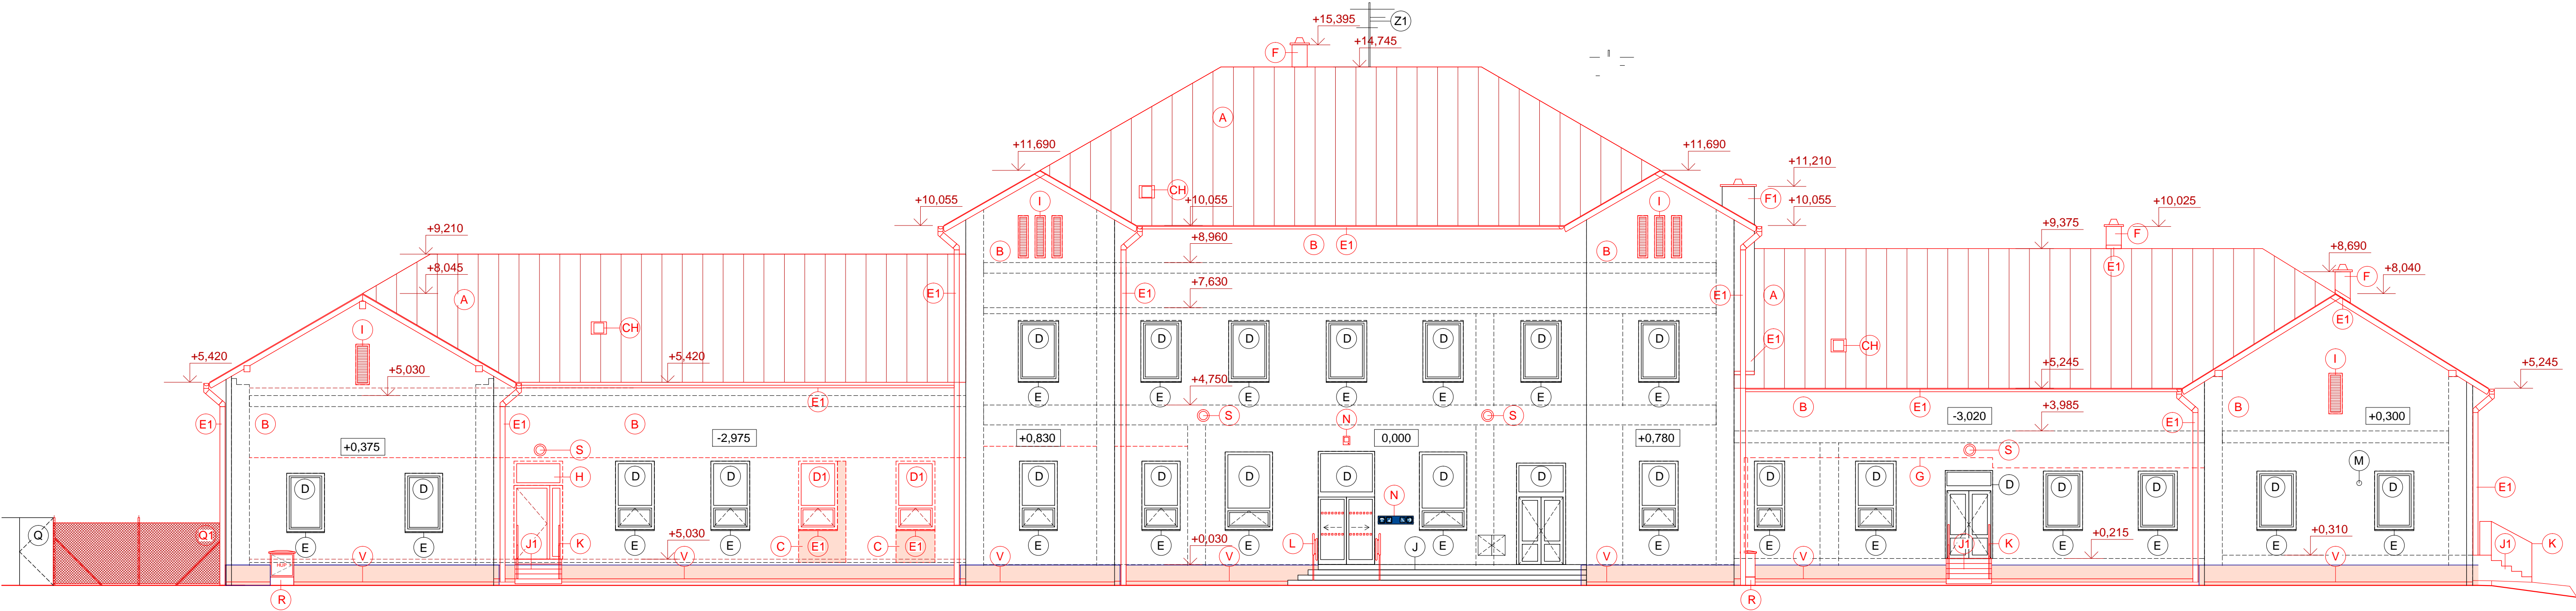 +15,395
Z1
F
+14,745
A
+11,690
+11,690
+11,210
CH
I
I
F1
+10,055
+10,055
+10,055
+10,025
F
+9,375
+9,210
B
E1
B
B
+8,960
+8,690
E1
F
+8,045
A
+8,040
E1
E1
E1
A
+7,630
E1
I
CH
D
D
D
D
D
D
D
E1
CH
I
+5,420
+5,420
+5,030
+5,245
+5,245
+4,750
E
E
E
E
E
E
E
E1
E1
B
E1
B
E1
B
S
N
S
B
E1
-3,020
+3,985
+0,300
E1
B
+0,375
-2,975
+0,830
0,000
+0,780
S
S
M
H
D
D
D1
D1
D
D
D
D
D
D
D
D
D
G
D
D
D
D
D
D
D
E1
N
Q
Q1
E
E
V
J1
K
E
E
C
E1
C
E1
+5,030
V
V
E
E
+0,030
V
L
J
E
E
V
E
V
E
J1
K
E
+0,215
E
E
+0,310
V
E
J1
K
R
R